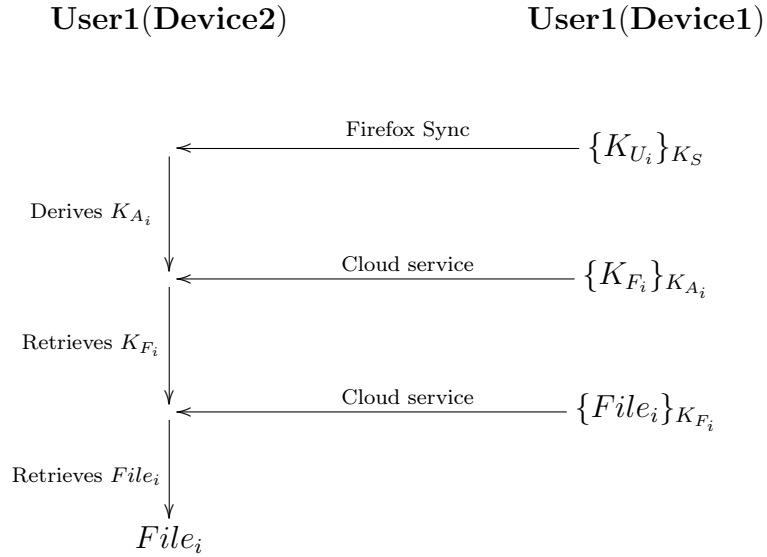 User1(Device2) User1(Device1)
Firefox Sync {K_{U_i}}_{K_S}
Derives K_{A_i}
Cloud service {K_{F_i}}_{K_{A_i}}
Retrieves K_{F_i}
Cloud service {File_i}_{K_{F_i}}
Retrieves File_i
File_i